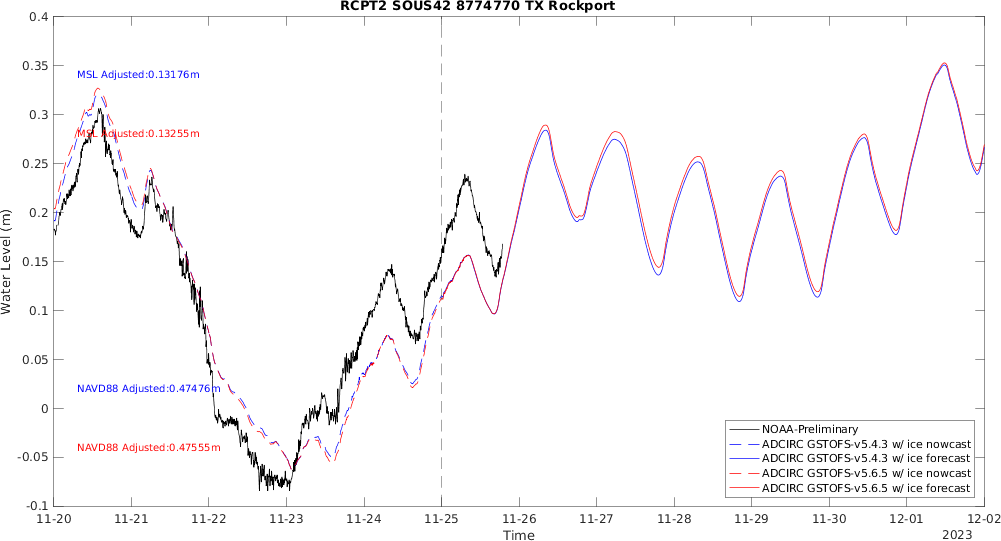 RCPT2 SOUS42 8774770 TX Rockport
0.4
0.35
0.3
0.25
0.2
0.15
0.1
0.05
0
-0.05
-0.1
Water Level (m)
MSL Adjusted:0.13176m
MSL Adjusted:0.13255m
NAVD88 Adjusted:0.47476m
NAVD88 Adjusted:0.47555m
NOAA-Preliminary
ADCIRC GSTOFS-v5.4.3 w/ ice nowcast
ADCIRC GSTOFS-v5.4.3 w/ ice forecast
ADCIRC GSTOFS-v5.6.5 w/ ice nowcast
ADCIRC GSTOFS-v5.6.5 w/ ice forecast
11-20 11-21 11-22 11-23 11-24 11-25 11-26 11-27 11-28 11-29 11-30 12-01 12-02
Time
2023